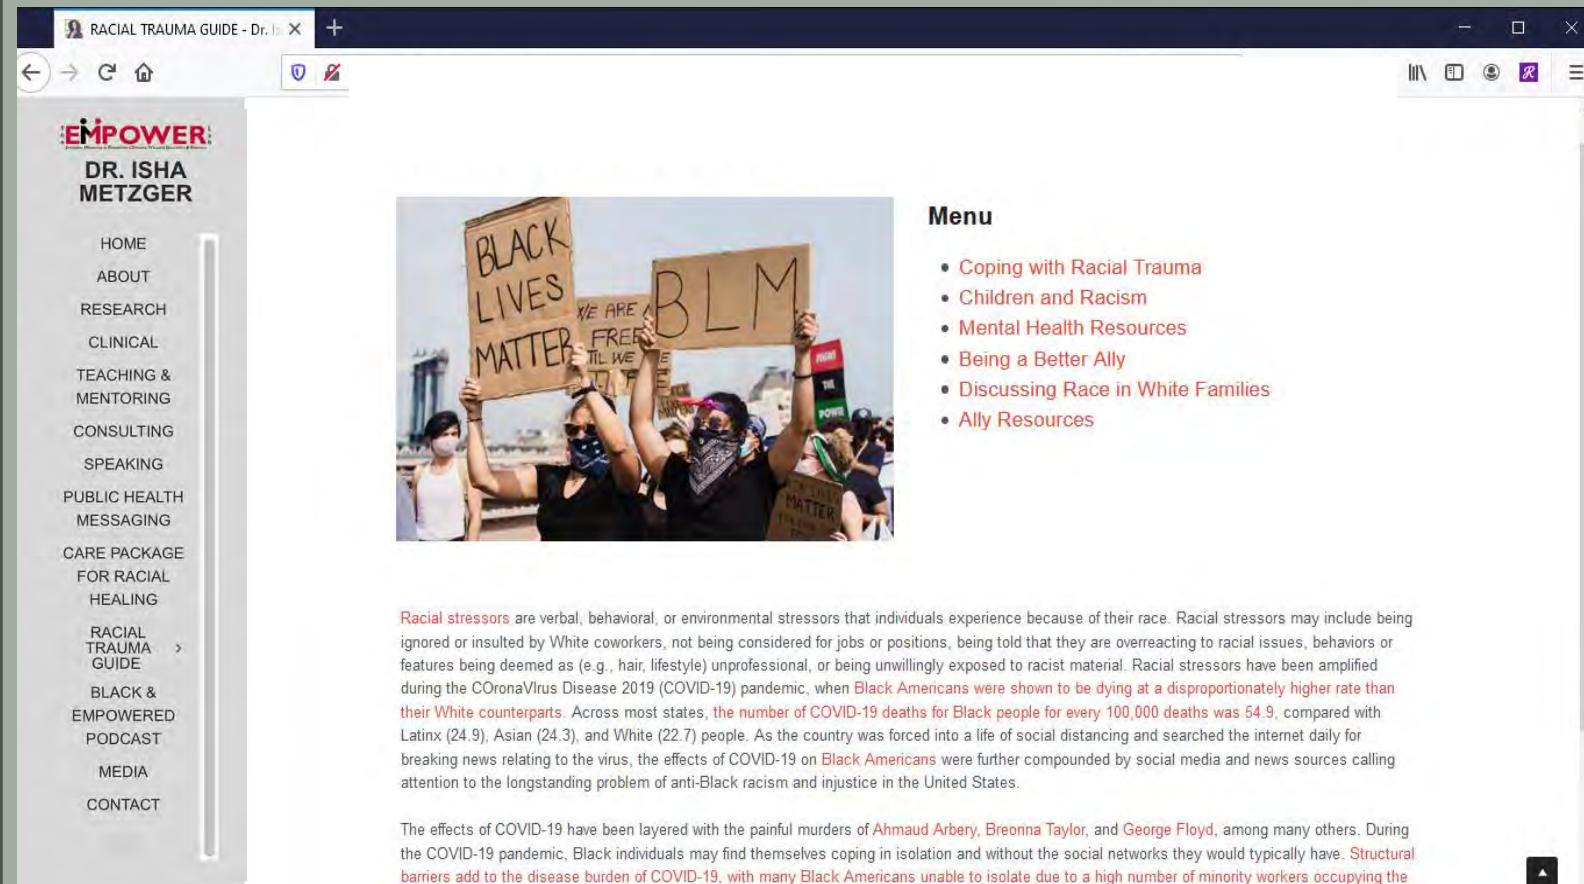 RACIAL TRAUMA GUIDE - Dr. Is
EMPOWER
DR. ISHA
METZGER
HOME
ABOUT
RESEARCH
CLINICAL
TEACHING &
MENTORING
CONSULTING
SPEAKING
PUBLIC HEALTH
MESSAGING
CARE PACKAGE
FOR RACIAL
HEALING
RACIAL
TRAUMA
GUIDE
BLACK &
EMPOWERED
PODCAST
MEDIA
CONTACT
BLACK
LIVES
MATTER
WE ARE
FREE
TIL WE
BLM
FIGHT
THE
POWE
MATTER
Menu
Coping with Racial Trauma
Children and Racism
Mental Health Resources
Being a Better Ally
Discussing Race in White Families
Ally Resources
Racial stressors are verbal, behavioral, or environmental stressors that individuals experience because of their race. Racial stressors may include being
ignored or insulted by White coworkers, not being considered for jobs or positions, being told that they are overreacting to racial issues, behaviors or
features being deemed as (e.g., hair, lifestyle) unprofessional, or being unwillingly exposed to racist material. Racial stressors have been amplified
during the COronaVIrus Disease 2019 (COVID-19) pandemic, when Black Americans were shown to be dying at a disproportionately higher rate than
their White counterparts. Across most states, the number of COVID-19 deaths for Black people for every 100,000 deaths was 54.9, compared with
Latinx (24.9), Asian (24.3), and White (22.7) people. As the country was forced into a life of social distancing and searched the internet daily for
breaking news relating to the virus, the effects of COVID-19 on Black Americans were further compounded by social media and news sources calling
attention to the longstanding problem of anti-Black racism and injustice in the United States.
The effects of COVID-19 have been layered with the painful murders of Ahmaud Arbery, Breonna Taylor, and George Floyd, among many others. During
the COVID-19 pandemic, Black individuals may find themselves coping in isolation and without the social networks they would typically have. Structural
barriers add to the disease burden of COVID-19, with many Black Americans unable to isolate due to a high number of minority workers occupying the